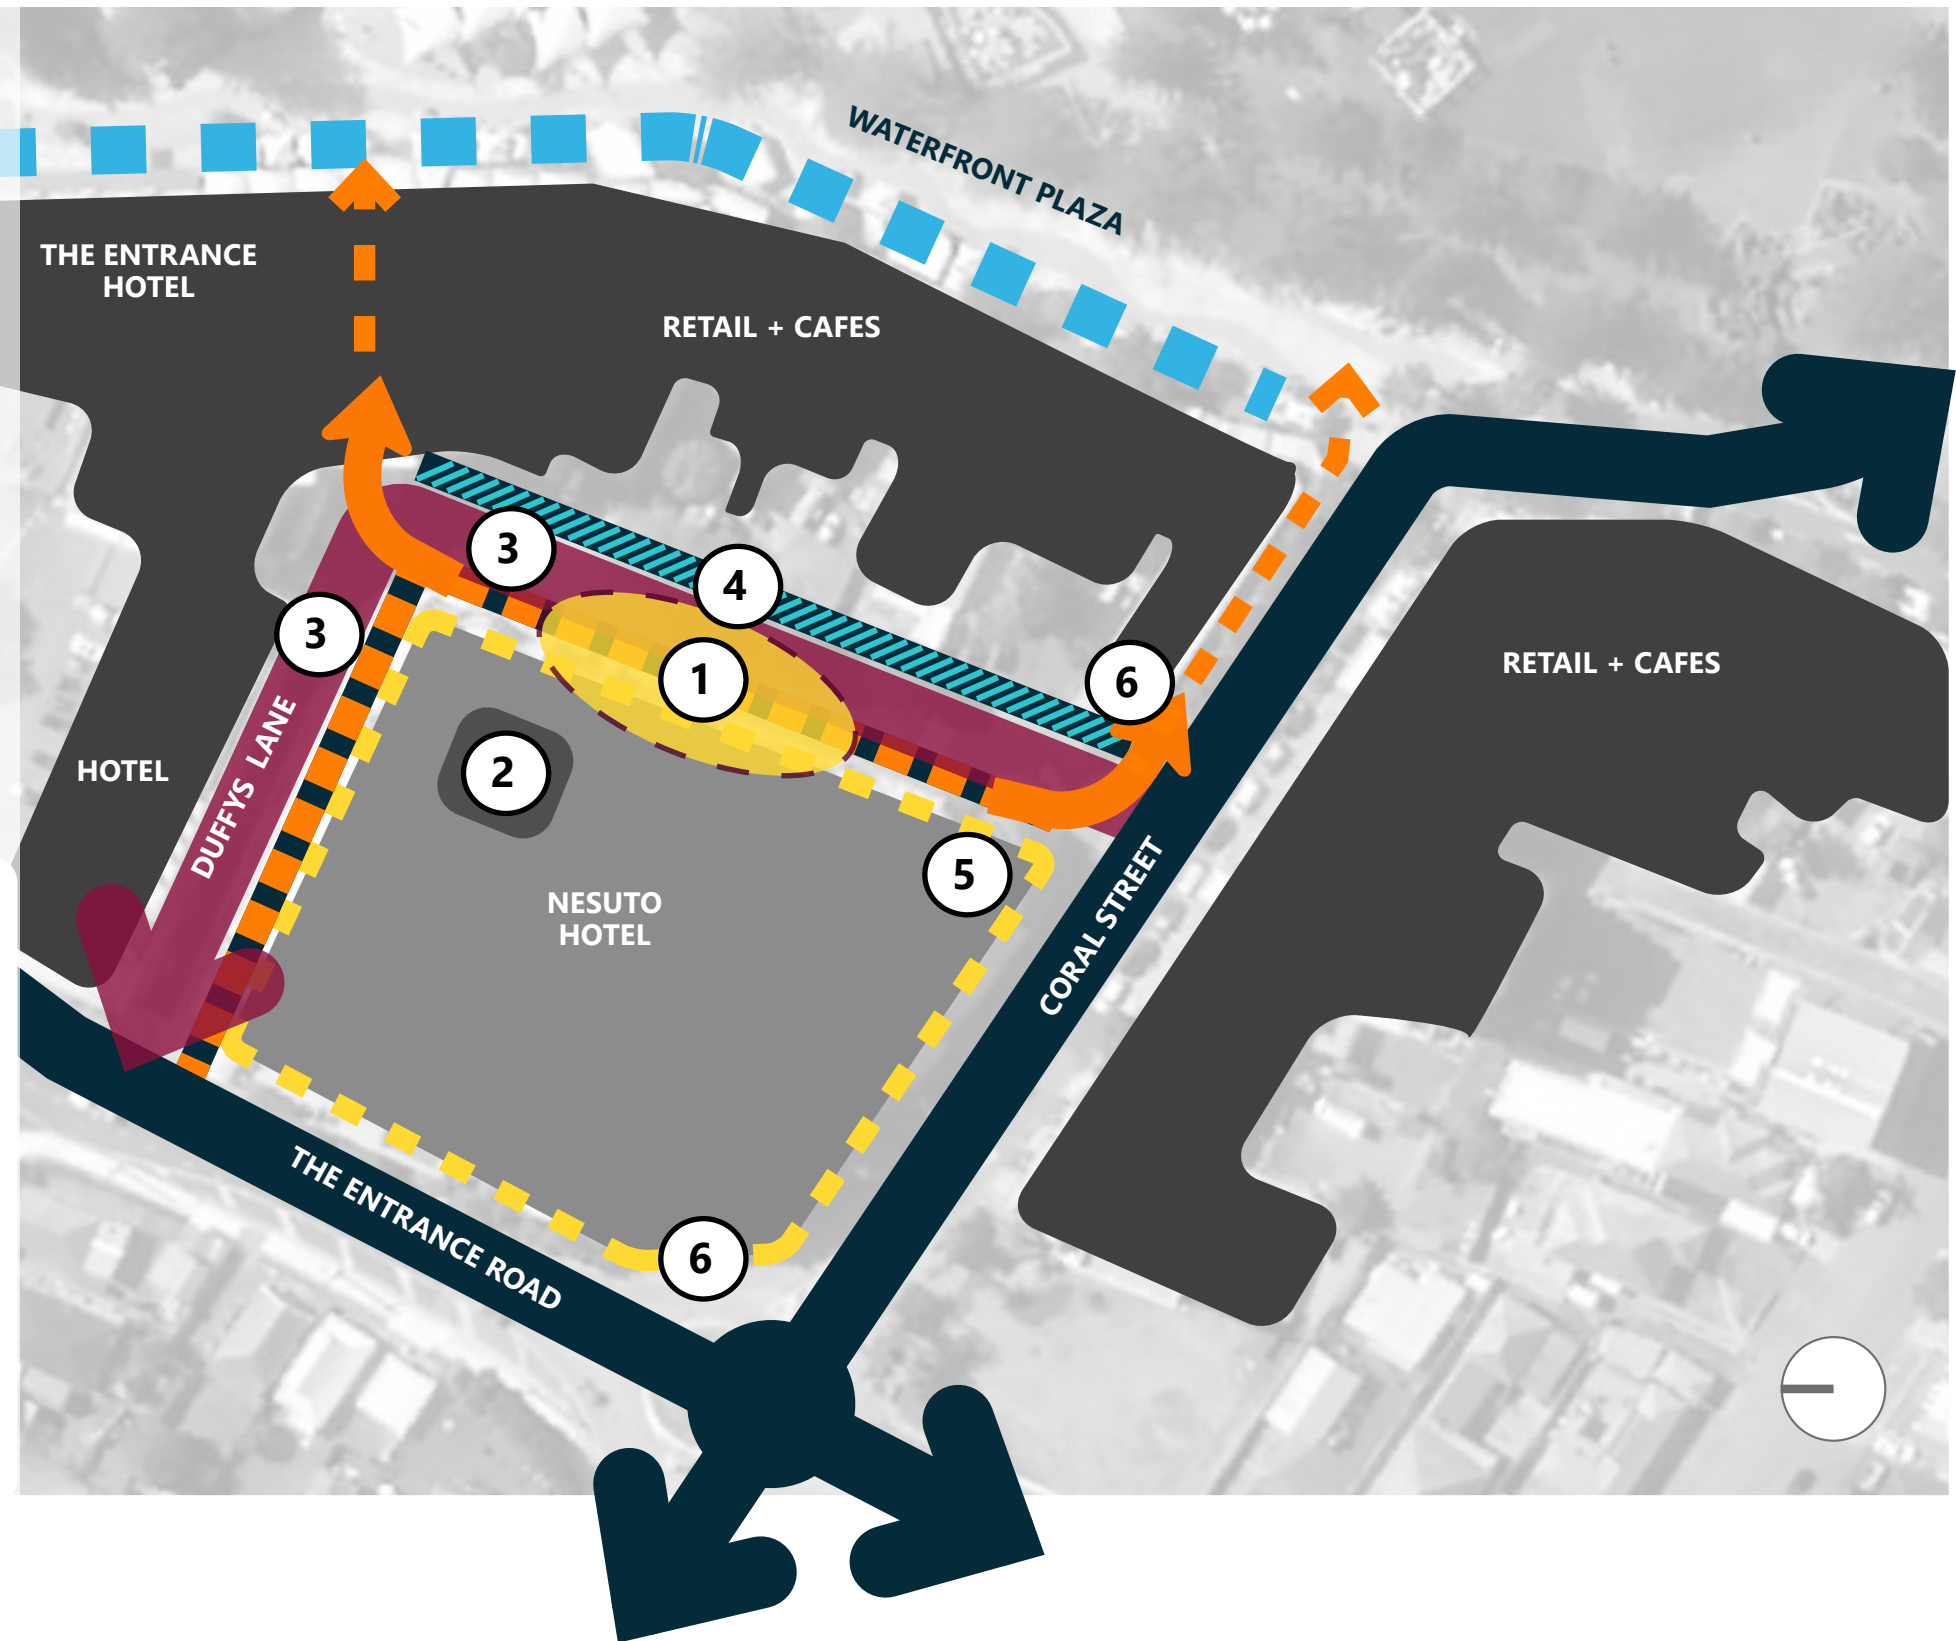 WATERFRONT PLAZA
THE ENTRANCE
HOTEL
RETAIL + CAFES
3
4
3
1
6
RETAIL + CAFES
HOTEL
DUFFYS LANE
2
5
NESUTO
HOTEL
CORAL STREET
THE ENTRANCE ROAD
6